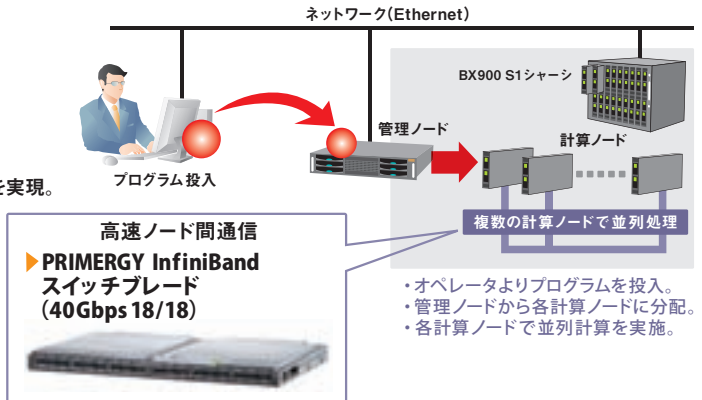 ネットワーク(Ethernet)
BX900 S1シャーシ
管理ノード
計算ノード
プログラム投入
を実現。
複数の計算ノードで並列処理
高速ノード間通信
PRIMERGY InfiniBand
スイッチブレード
(40Gbps 18/18)
・オペレータよりプログラムを投入。
・管理ノードから各計算ノードに分配。
・各計算ノードで並列計算を実施。